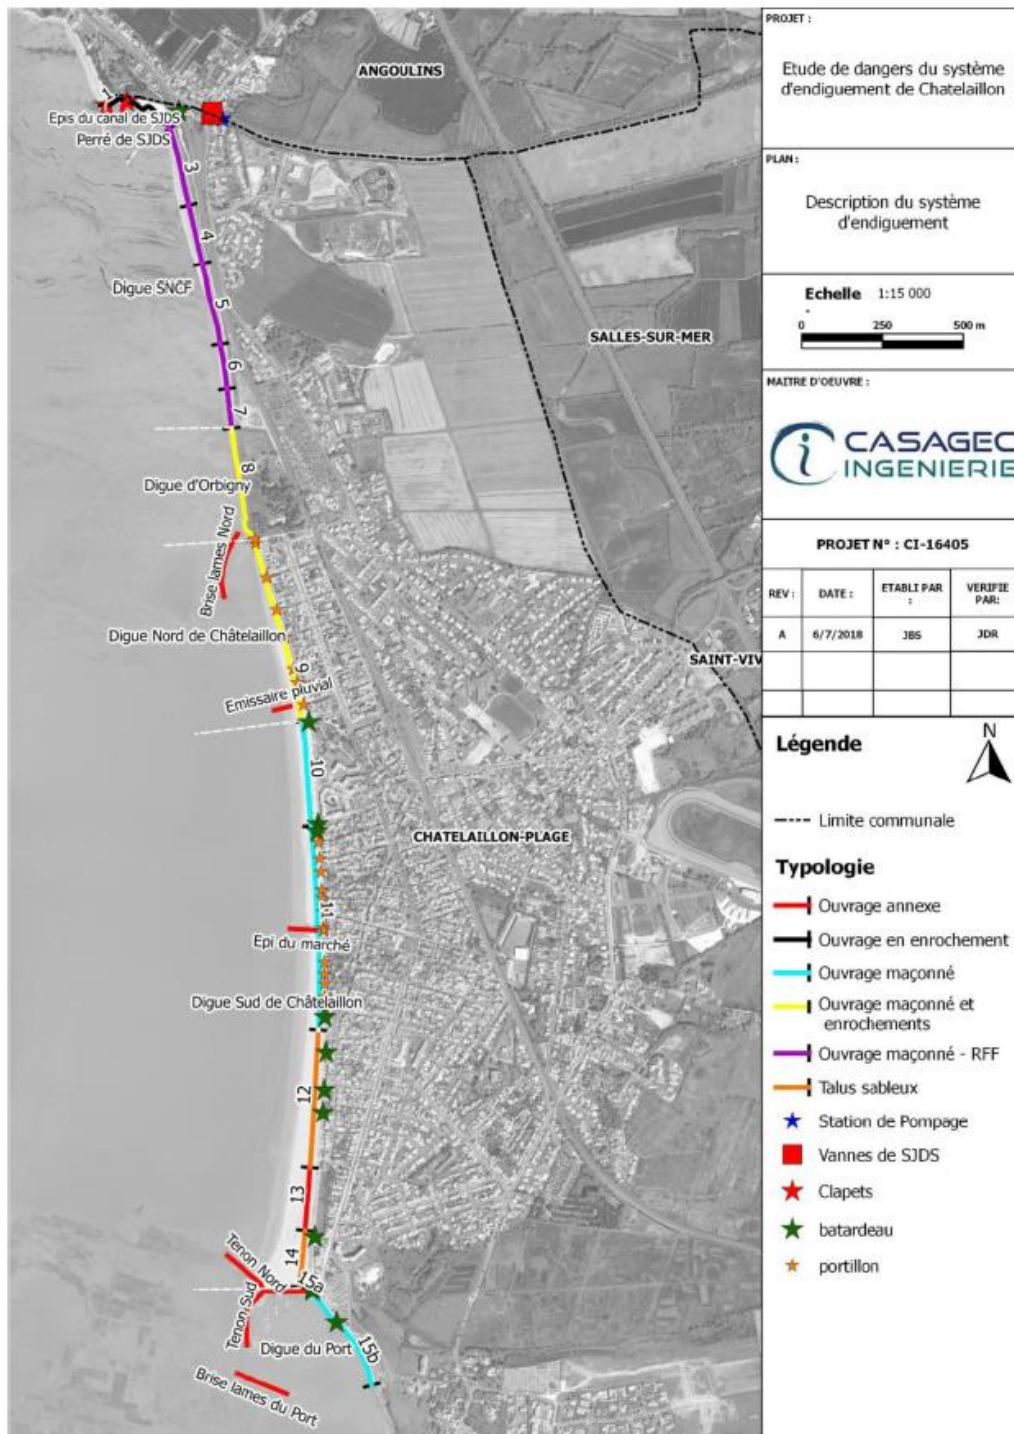 ANGOULINS
1
Epis du canal de SJDS
Perré de SJDS
3
4
Digue SNCF
5
SALLES-SUR-MER
6
7
8
Digue d'Orbigny
Brise lames Nord
Digue Nord de Châtelaillon
9
SAINT-VIV
Emissaire pluvial
10
CHATELAILLON-PLAGE
11
Epi du marché
Digue Sud de Châtelaillon
12
13
14
Tenon Nord
15a
Tenon Sud
Digue du Port
15b
Brise lames du Port
PROJET :
Etude de dangers du système
d'endiguement de Chatelaillon
PLAN :
Description du système
d'endiguement
Echelle 1:15 000
0 250 500 m
MAITRE D'OEUVRE :
CASAGEC
INGENIERIE
PROJET N° : CI-16405
REV : DATE : ETABLI PAR : VERIFIE PAR:
A 6/7/2018 JBS JDR
Légende
N
Limite communale
Typologie
Ouvrage annexe
Ouvrage en enrochement
Ouvrage maçonné
Ouvrage maçonné et
enrochements
Ouvrage maçonné - RFF
Talus sableux
Station de Pompage
Vannes de SJDS
Clapets
batardeau
portillon